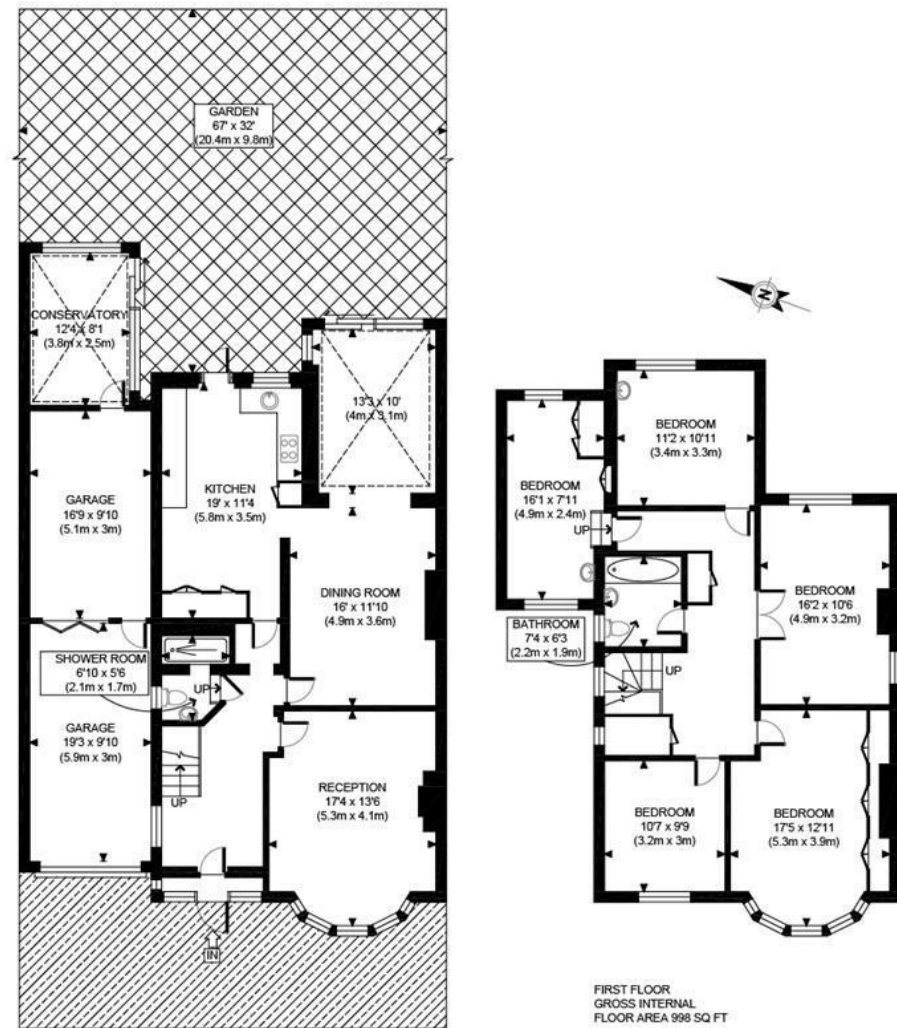 GARDEN
67' x 32'
(20.4m x 9.8m)
CONSERVATORY
12'4 x 8'1
(3.8m x 2.5m)
13'3 x 10'
(4m x 3.1m)
GARAGE
16'9 x 9'10
(5.1m x 3m)
KITCHEN
19' x 11'4
(5.8m x 3.5m)
DINING ROOM
16' x 11'10
(4.9m x 3.6m)
SHOWER ROOM
6'10 x 5'6
(2.1m x 1.7m)
UP
GARAGE
19'3 x 9'10
(5.9m x 3m)
UP
RECEPTION
17'4 x 13'6
(5.3m x 4.1m)
IN
N
BEDROOM
11'2 x 10'11
(3.4m x 3.3m)
BEDROOM
16'1 x 7'11
(4.9m x 2.4m)
UP
BEDROOM
16'2 x 10'6
(4.9m x 3.2m)
BATHROOM
7'4 x 6'3
(2.2m x 1.9m)
UP
BEDROOM
10'7 x 9'9
(3.2m x 3m)
BEDROOM
17'5 x 12'11
(5.3m x 3.9m)
FIRST FLOOR
GROSS INTERNAL
FLOOR AREA 998 SQ FT